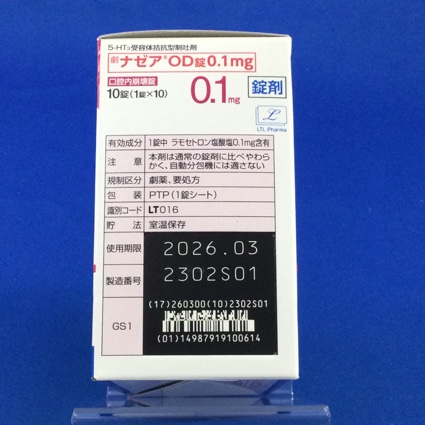 5-HT₃受容体拮抗型制吐剤
劇 ナゼア®OD錠0.1mg
口腔内崩壊錠
10錠(1錠×10)
0.1mg
錠剤
LTL Pharma
有効成分 1錠中 ラモセトロン塩酸塩0.1mg含有
注意 本剤は通常の錠剤に比べやわらかく、自動分包機には適さない
規制区分 劇薬、要処方
包装 PTP(1錠シート)
識別コード LT016
貯法 室温保存
使用期限 2026.03
製造番号 2302S01
GS1
(17)260300(10)2302S01
(01)14987919100614